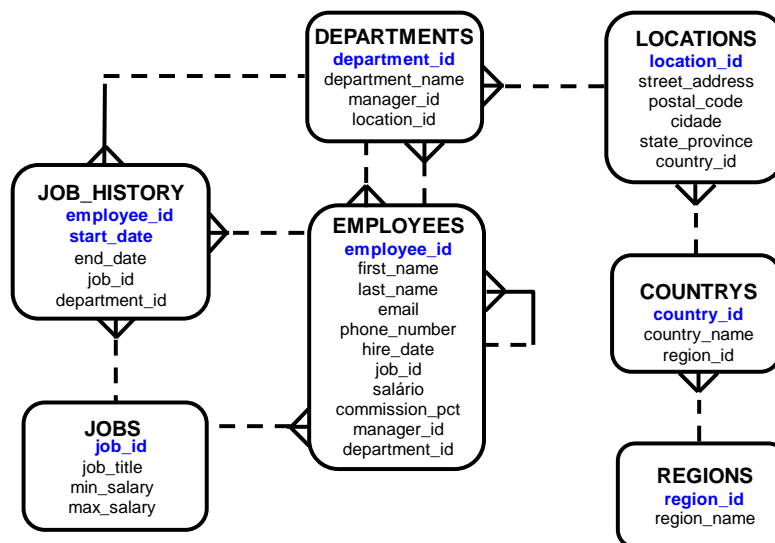 DEPARTMENTS
department_id
department_name
manager_id
location_id
LOCATIONS
location_id
street_address
postal_code
cidade
state_province
country_id
JOB_HISTORY
employee_id
start_date
end_date
job_id
department_id
EMPLOYEES
employee_id
first_name
last_name
email
phone_number
hire_date
job_id
salário
commission_pct
manager_id
department_id
COUNTRYS
country_id
country_name
region_id
JOBS
job_id
job_title
min_salary
max_salary
REGIONS
region_id
region_name